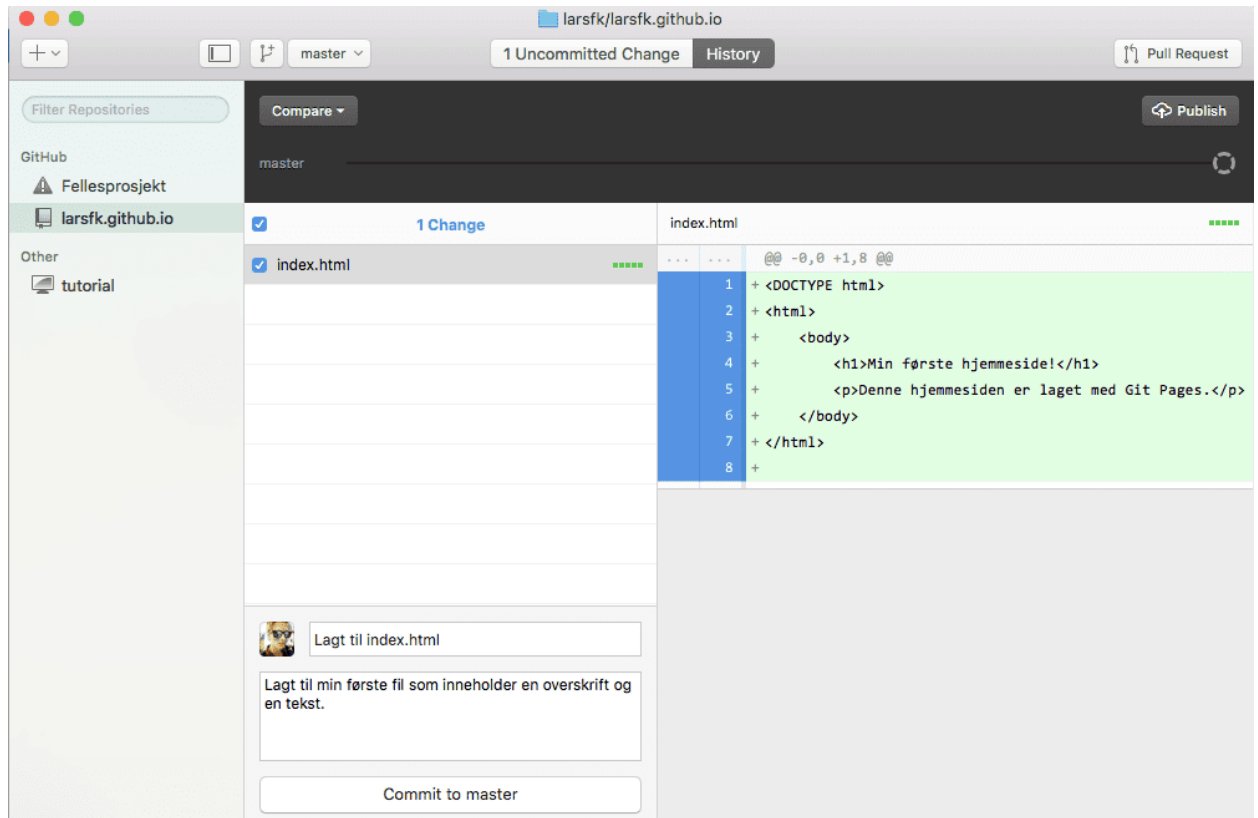 larsfk/larsfk.github.io
master
1 Uncommitted Change
History
Pull Request
Filter Repositories
GitHub
Fellesprosjekt
larsfk.github.io
Other
tutorial
Compare
Publish
master
1 Change
index.html
index.html
... ... @@ -0,0 +1,8 @@
1 + <DOCTYPE html>
2 + <html>
3 + <body>
4 + <h1>Min første hjemmeside!</h1>
5 + <p>Denne hjemmesiden er laget med Git Pages.</p>
6 + </body>
7 + </html>
8 +
Lagt til index.html
Lagt til min første fil som inneholder en overskrift og
en tekst.
Commit to master